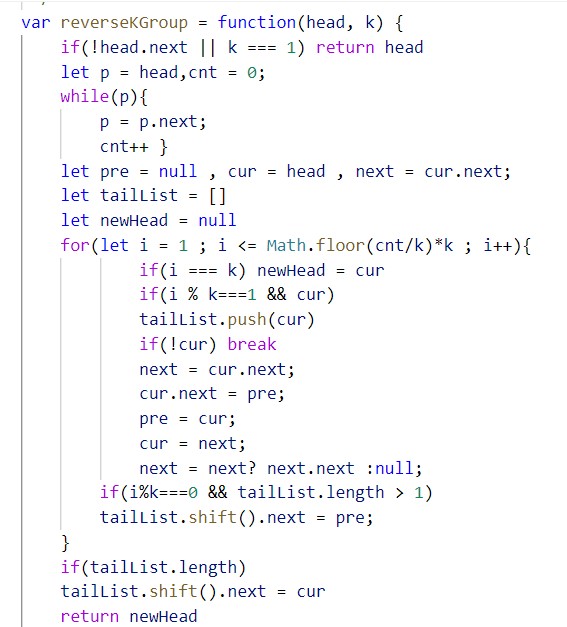 var reverseKGroup = function(head, k) {
if(!head.next || k === 1) return head
let p = head,cnt = 0;
while(p){
p = p.next;
cnt++ }
let pre = null , cur = head , next = cur.next;
let tailList = []
let newHead = null
for(let i = 1 ; i <= Math.floor(cnt/k)*k ; i++){
if(i === k) newHead = cur
if(i % k===1 && cur)
tailList.push(cur)
if(!cur) break
next = cur.next;
cur.next = pre;
pre = cur;
cur = next;
next = next? next.next :null;
if(i%k===0 && tailList.length > 1)
tailList.shift().next = pre;
}
if(tailList.length)
tailList.shift().next = cur
return newHead